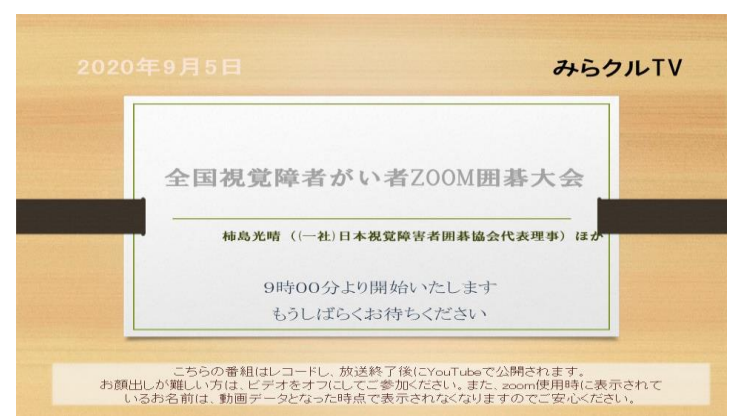 2020年9月5日
みらクルTV
全国視覚障者がい者ZOOM囲碁大会
柿島光晴（(一社)日本視覚障害者囲碁協会代表理事）ほか
9時00分より開始いたします
もうしばらくお待ちください
こちらの番組はレコードし、放送終了後にYouTubeで公開されます。
お顔出しが難しい方は、ビデオをオフにしてご参加ください。また、zoom使用時に表示されて
いるお名前は、動画データとなった時点で表示されなくなりますのでご安心ください。